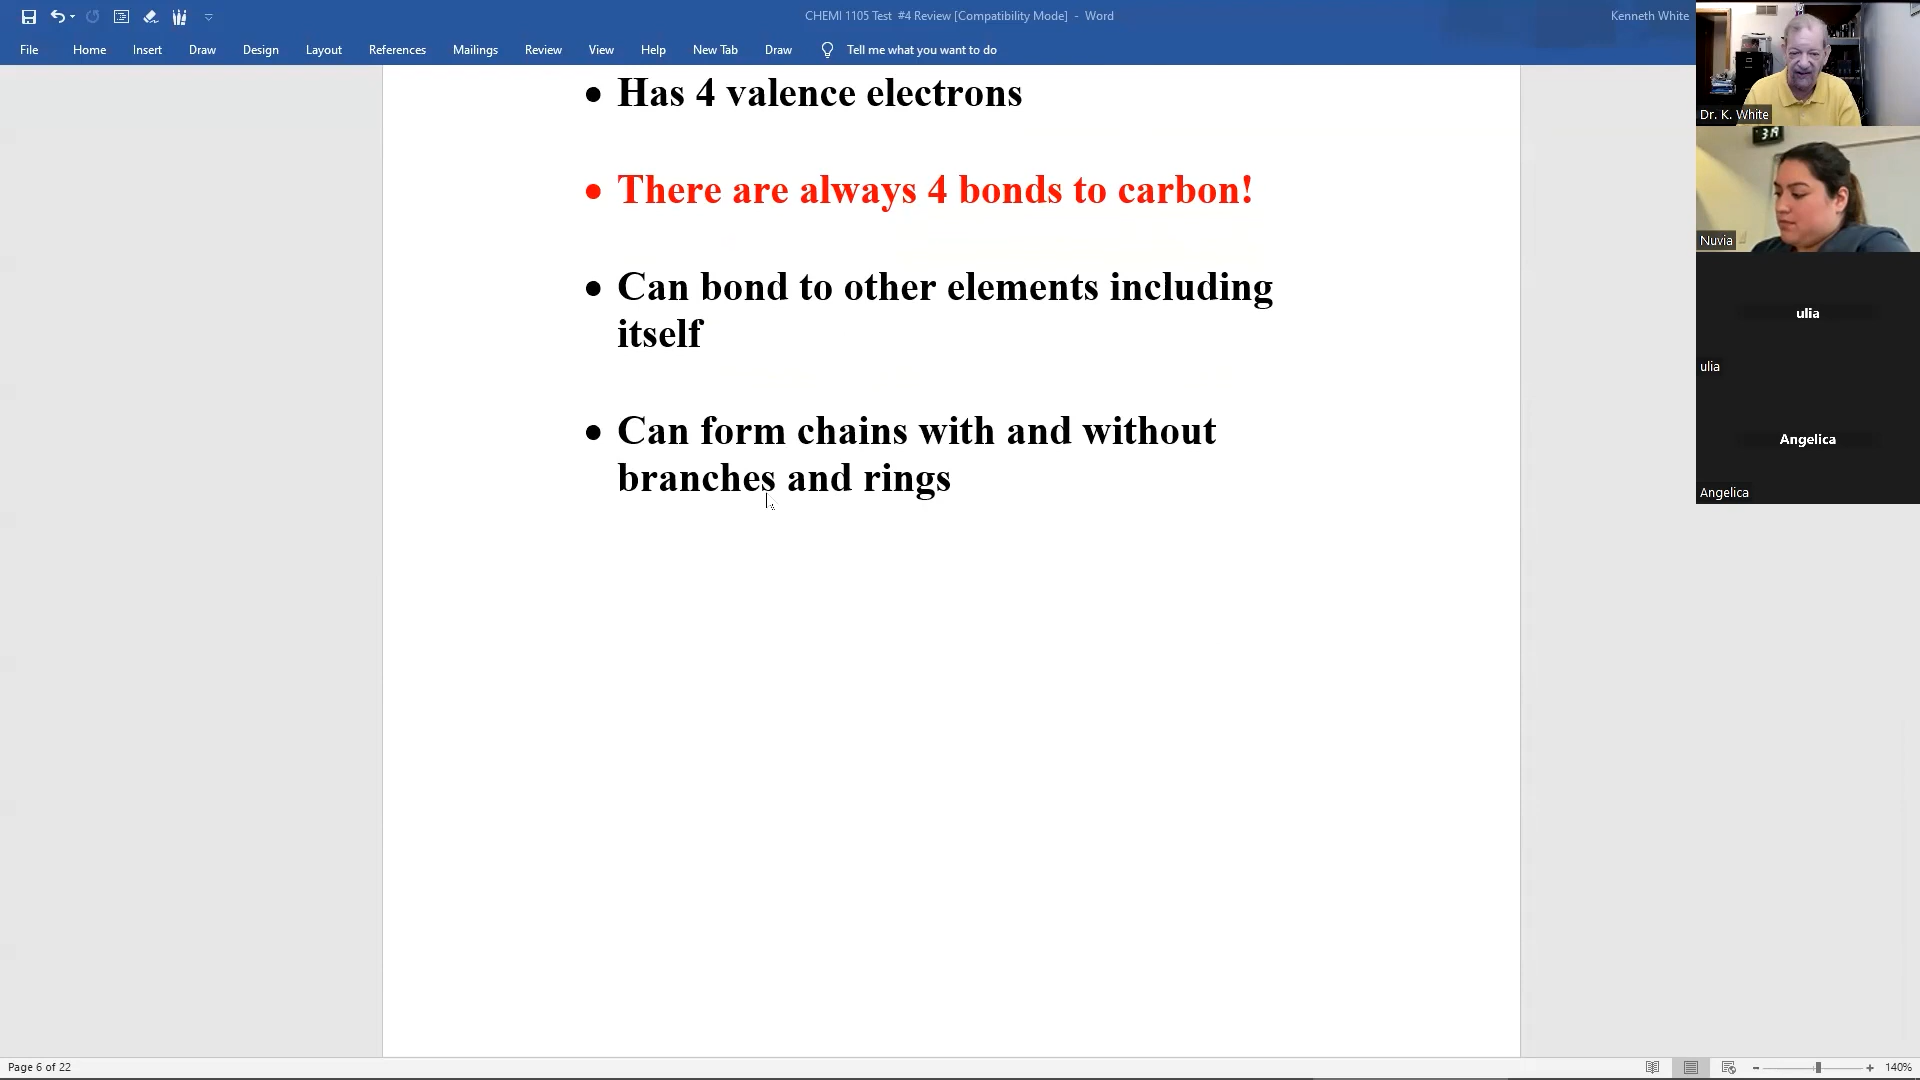 CHEMI 1105 Test #4 Review [Compatibility Mode] - Word
Kenneth White
File Home Insert Draw Design Layout References Mailings Review View Help New Tab Draw Tell me what you want to do
• Has 4 valence electrons
• There are always 4 bonds to carbon!
• Can bond to other elements including
itself
• Can form chains with and without
branches and rings
Dr. K. White
Nuvia
ulia
ulia
Angelica
Angelica
Page 6 of 22
140%